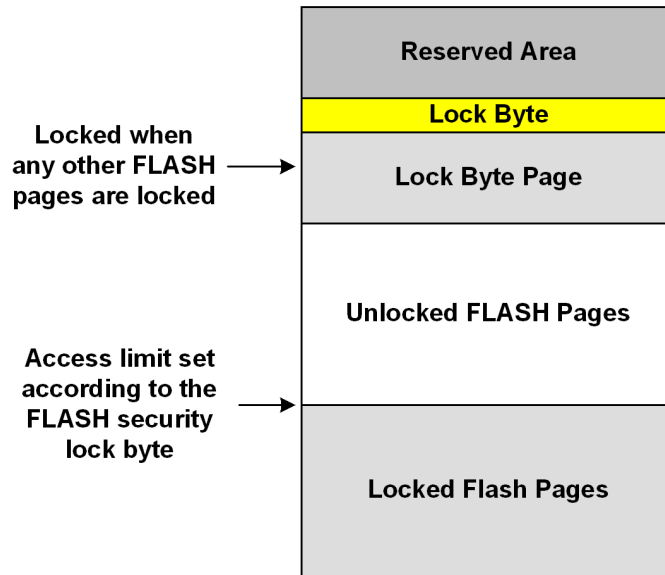 Reserved Area
Lock Byte
Locked when
any other FLASH
pages are locked
Lock Byte Page
Unlocked FLASH Pages
Access limit set
according to the
FLASH security
lock byte
Locked Flash Pages